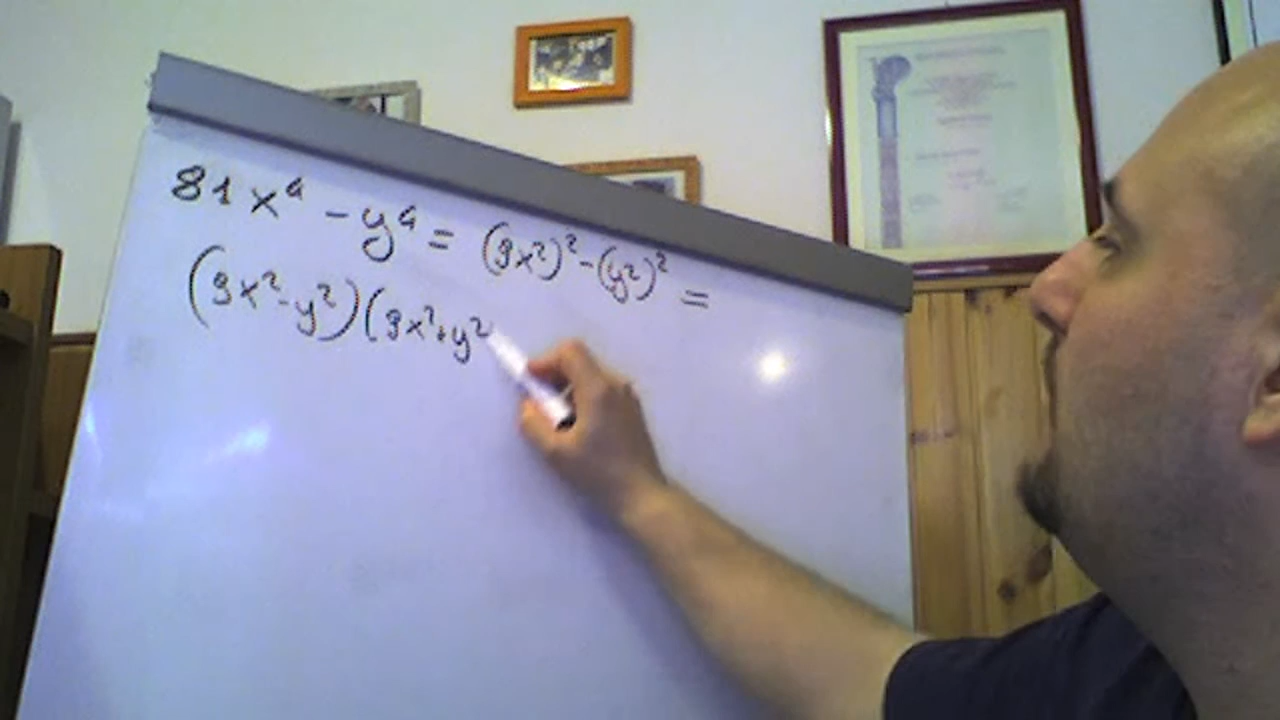 81x⁴ - y⁴ = (9x²)² - (y²)² =
(9x² - y²)(9x² + y²